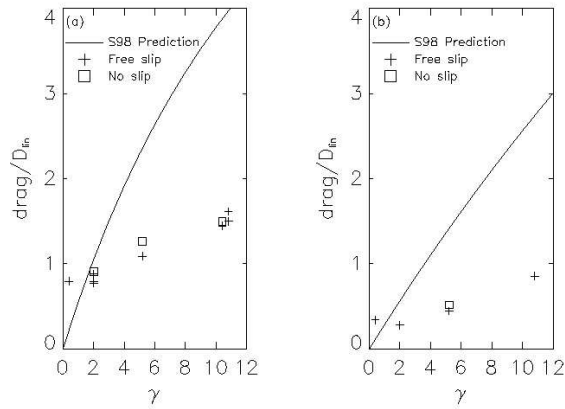 (a)
S98 Prediction
Free slip
No slip
drag/D_lin
4
3
2
1
0
0 2 4 6 8 10 12
γ
(b)
S98 Prediction
Free slip
No slip
drag/D_lin
4
3
2
1
0
0 2 4 6 8 10 12
γ